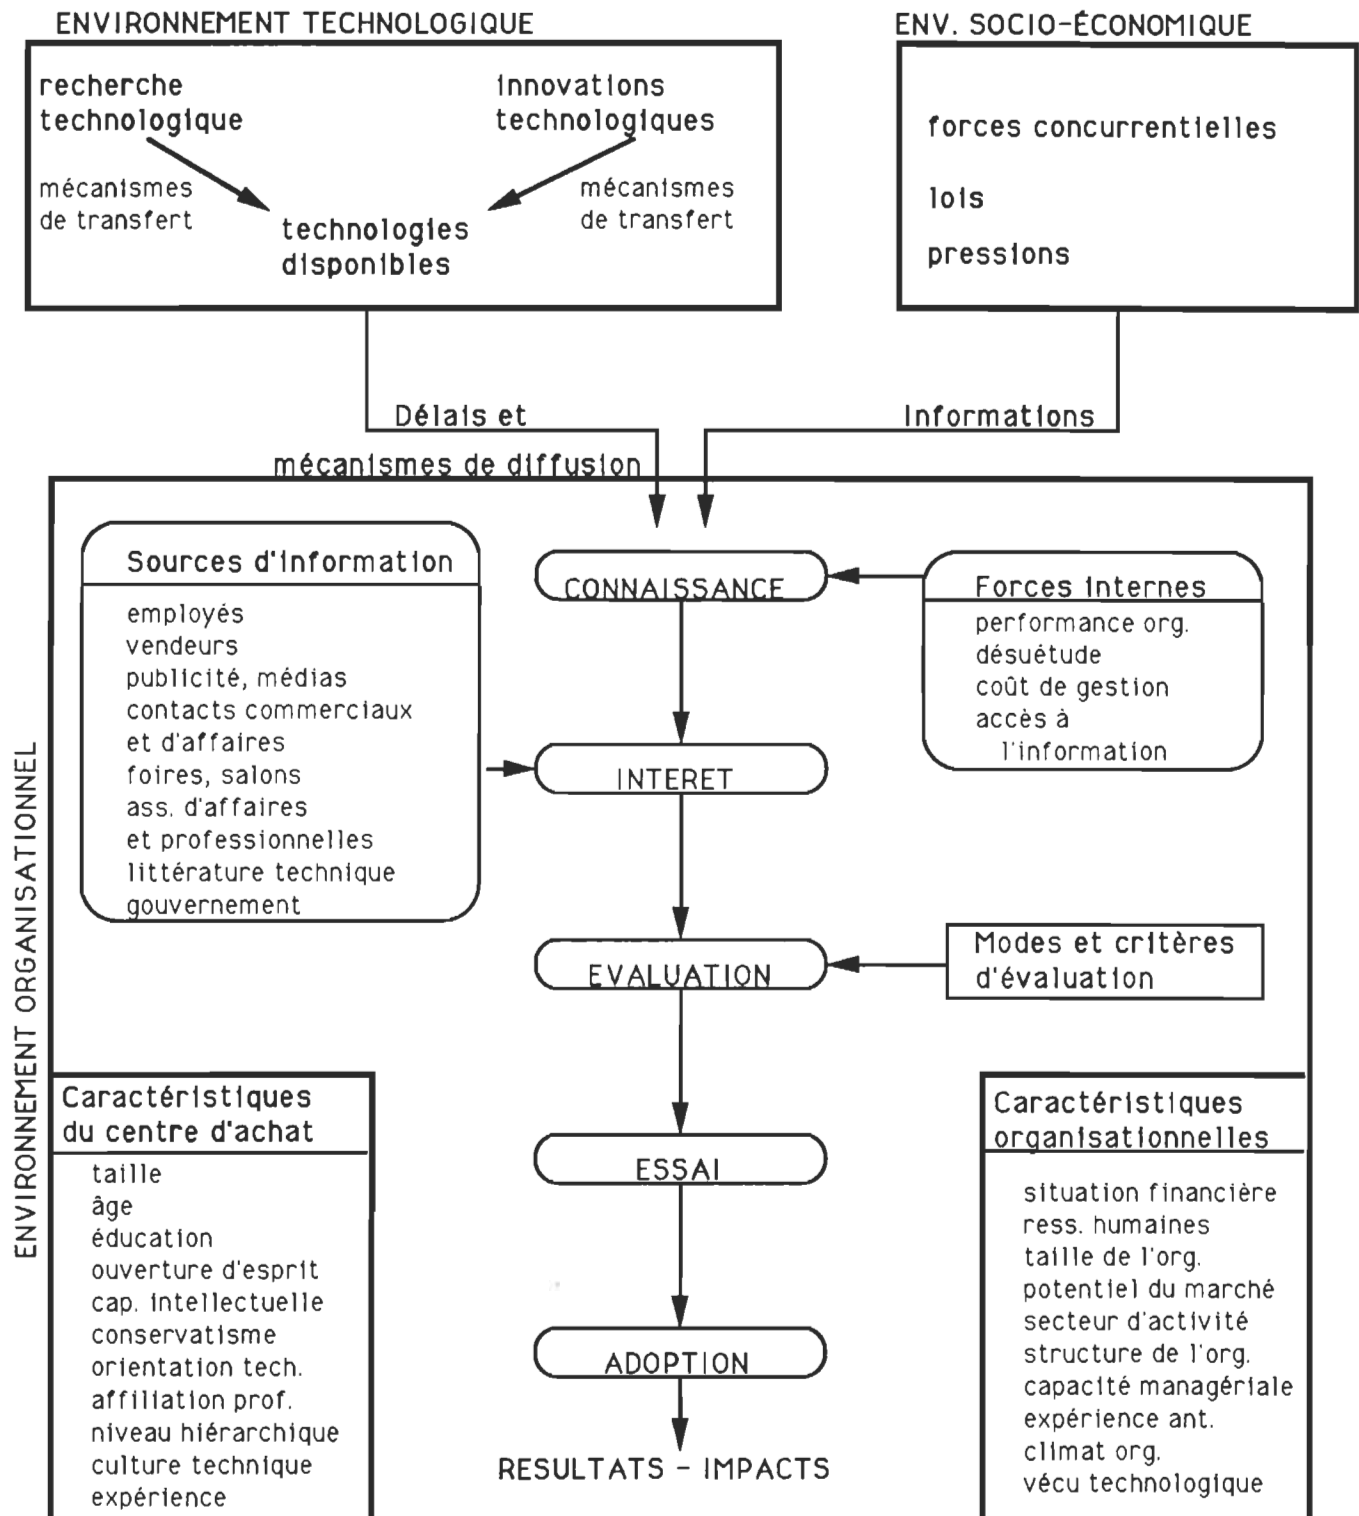 ENVIRONNEMENT TECHNOLOGIQUE
recherche
technologique
innovations
technologiques
mécanismes
de transfert
mécanismes
de transfert
technologies
disponibles
ENV. SOCIO-ÉCONOMIQUE
forces concurrentielles
lois
pressions
Délais et
mécanismes de diffusion
Informations
ENVIRONNEMENT ORGANISATIONNEL
Sources d'information
employés
vendeurs
publicité, médias
contacts commerciaux
et d'affaires
foires, salons
ass. d'affaires
et professionnelles
littérature technique
gouvernement
CONNAISSANCE
Forces internes
performance org.
désuétude
coût de gestion
accès à
l'information
INTERET
EVALUATION
Modes et critères
d'évaluation
ESSAI
ADOPTION
RESULTATS - IMPACTS
Caractéristiques
du centre d'achat
taille
âge
éducation
ouverture d'esprit
cap. intellectuelle
conservatisme
orientation tech.
affiliation prof.
niveau hiérarchique
culture technique
expérience
Caractéristiques
organisationnelles
situation financière
ress. humaines
taille de l'org.
potentiel du marché
secteur d'activité
structure de l'org.
capacité managériale
expérience ant.
climat org.
vécu technologique